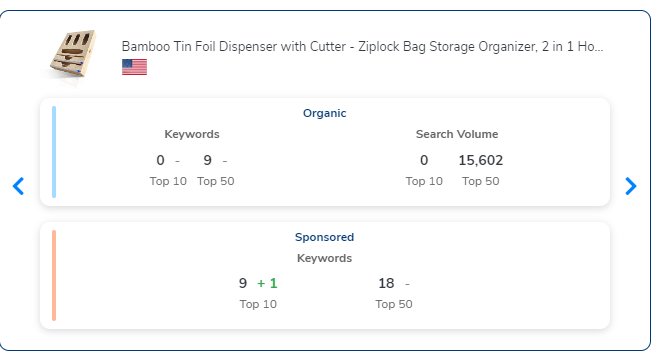 Bamboo Tin Foil Dispenser with Cutter - Ziplock Bag Storage Organizer, 2 in 1 Ho...
Organic
Keywords Search Volume
0 - 9 - 0 15,602
Top 10 Top 50 Top 10 Top 50
Sponsored
Keywords
9 + 1 18 -
Top 10 Top 50